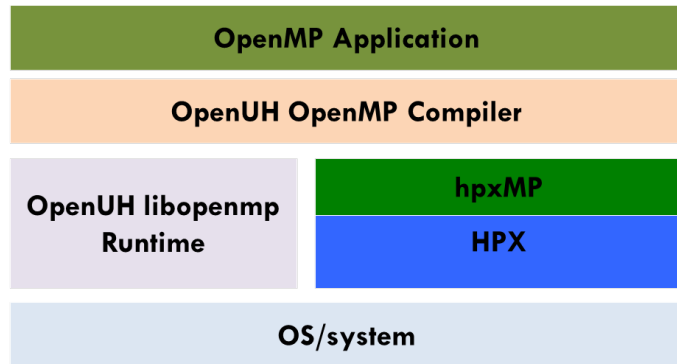 OpenMP Application
OpenUH OpenMP Compiler
OpenUH libopenmp
Runtime
hpxMP
HPX
OS/system